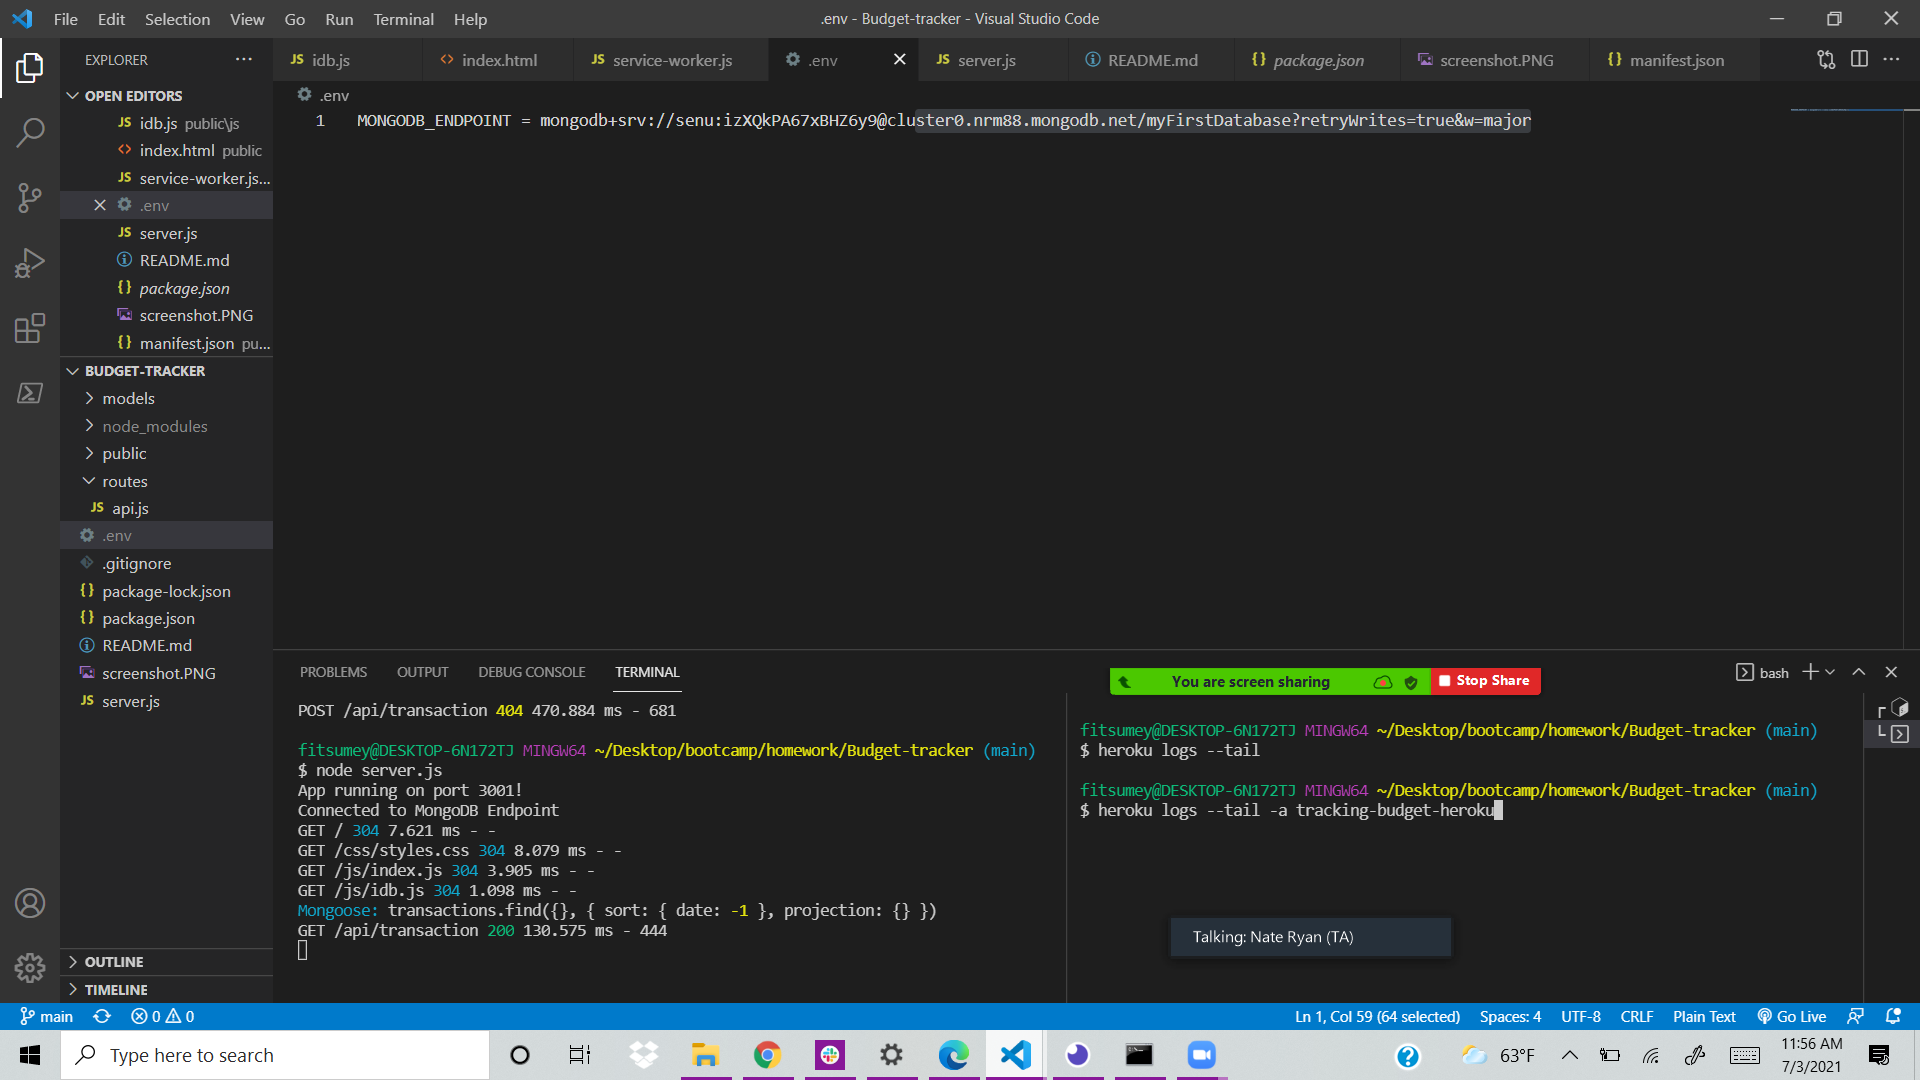 File Edit Selection View Go Run Terminal Help
.env - Budget-tracker - Visual Studio Code
EXPLORER
idb.js
index.html
service-worker.js
.env
server.js
README.md
package.json
screenshot.PNG
manifest.json
OPEN EDITORS
idb.js public\js
index.html public
service-worker.js...
.env
server.js
README.md
package.json
screenshot.PNG
manifest.json pu...
BUDGET-TRACKER
models
node_modules
public
routes
api.js
.env
.gitignore
package-lock.json
package.json
README.md
screenshot.PNG
server.js
OUTLINE
TIMELINE
.env
1 MONGODB_ENDPOINT = mongodb+srv://senu:izXQkPA67xBHZ6y9@cluster0.nrm88.mongodb.net/myFirstDatabase?retryWrites=true&w=major
PROBLEMS OUTPUT DEBUG CONSOLE TERMINAL
You are screen sharing
Stop Share
bash
POST /api/transaction 404 470.884 ms - 681
fitsumey@DESKTOP-6N172TJ MINGW64 ~/Desktop/bootcamp/homework/Budget-tracker (main)
$ node server.js
App running on port 3001!
Connected to MongoDB Endpoint
GET / 304 7.621 ms - -
GET /css/styles.css 304 8.079 ms - -
GET /js/index.js 304 3.905 ms - -
GET /js/idb.js 304 1.098 ms - -
Mongoose: transactions.find({}, { sort: { date: -1 }, projection: {} })
GET /api/transaction 200 130.575 ms - 444
fitsumey@DESKTOP-6N172TJ MINGW64 ~/Desktop/bootcamp/homework/Budget-tracker (main)
$ heroku logs --tail
fitsumey@DESKTOP-6N172TJ MINGW64 ~/Desktop/bootcamp/homework/Budget-tracker (main)
$ heroku logs --tail -a tracking-budget-heroku
Talking: Nate Ryan (TA)
main 0 0
Ln 1, Col 59 (64 selected) Spaces: 4 UTF-8 CRLF Plain Text Go Live
Type here to search
63°F
11:56 AM
7/3/2021